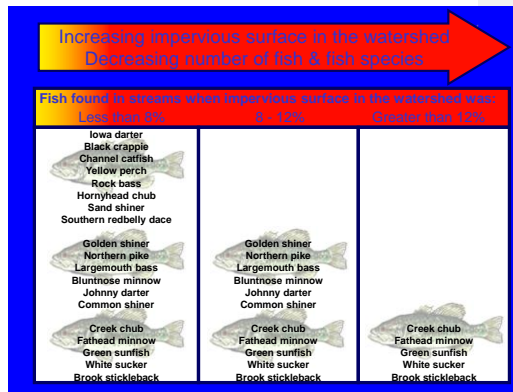 Increasing impervious surface in the watershed
Decreasing number of fish & fish species
Fish found in streams when impervious surface in the watershed was:
Less than 8%
8 - 12%
Greater than 12%
Iowa darter
Black crappie
Channel catfish
Yellow perch
Rock bass
Hornyhead chub
Sand shiner
Southern redbelly dace
Golden shiner
Northern pike
Largemouth bass
Bluntnose minnow
Johnny darter
Common shiner
Creek chub
Fathead minnow
Green sunfish
White sucker
Brook stickleback
Golden shiner
Northern pike
Largemouth bass
Bluntnose minnow
Johnny darter
Common shiner
Creek chub
Fathead minnow
Green sunfish
White sucker
Brook stickleback
Creek chub
Fathead minnow
Green sunfish
White sucker
Brook stickleback